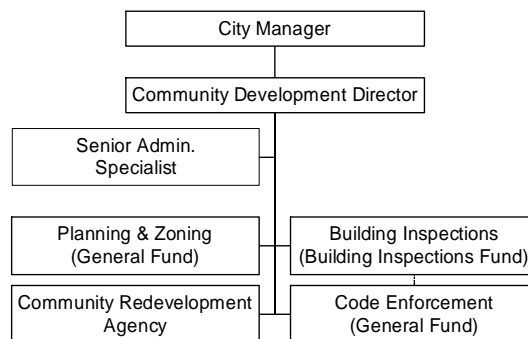 City Manager
Community Development Director
Senior Admin.
Specialist
Planning & Zoning
(General Fund)
Building Inspections
(Building Inspections Fund)
Community Redevelopment
Agency
Code Enforcement
(General Fund)